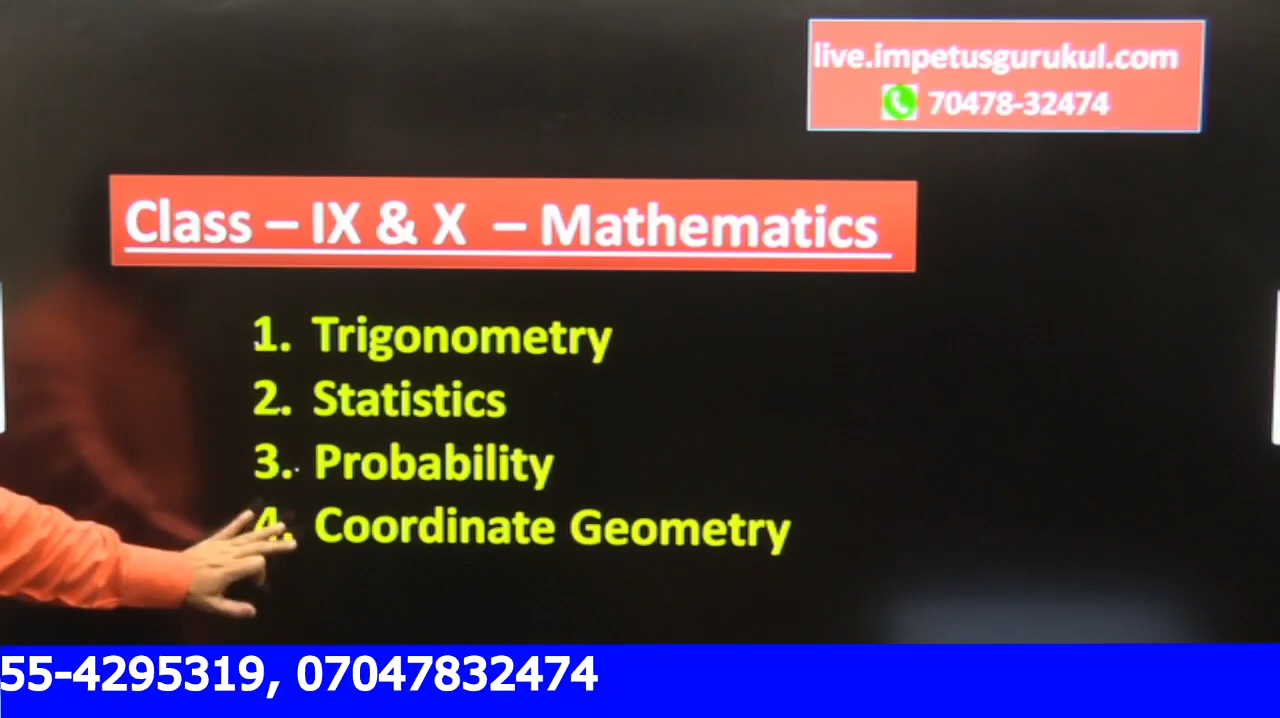 live.impetusgurukul.com
70478-32474
Class – IX & X – Mathematics
1. Trigonometry
2. Statistics
3. Probability
4. Coordinate Geometry
55-4295319, 07047832474